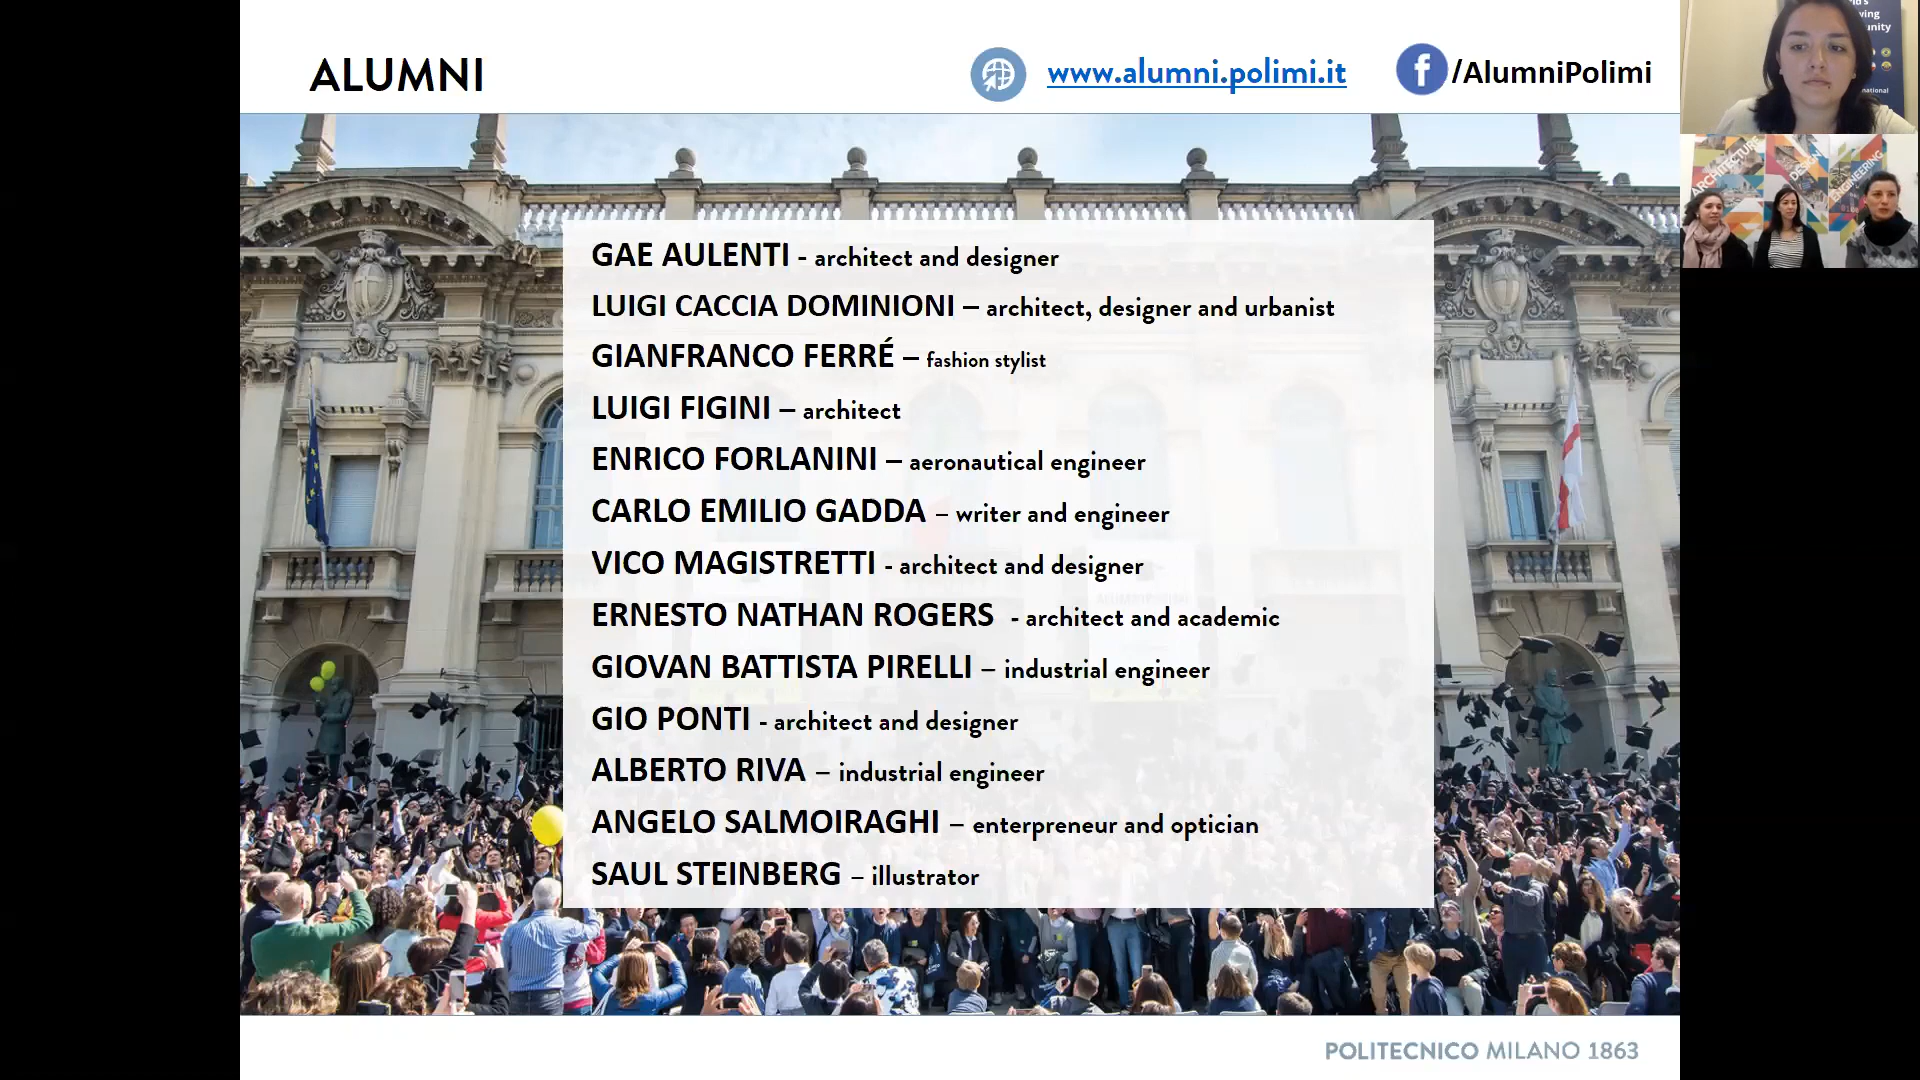 ALUMNI
www.alumni.polimi.it
/AlumniPolimi
GAE AULENTI - architect and designer
LUIGI CACCIA DOMINIONI – architect, designer and urbanist
GIANFRANCO FERRÉ – fashion stylist
LUIGI FIGINI – architect
ENRICO FORLANINI – aeronautical engineer
CARLO EMILIO GADDA – writer and engineer
VICO MAGISTRETTI - architect and designer
ERNESTO NATHAN ROGERS - architect and academic
GIOVAN BATTISTA PIRELLI – industrial engineer
GIO PONTI - architect and designer
ALBERTO RIVA – industrial engineer
ANGELO SALMOIRAGHI – enterpreneur and optician
SAUL STEINBERG – illustrator
POLITECNICO MILANO 1863
ARCHITECTURE
DESIGN
ENGINEERING